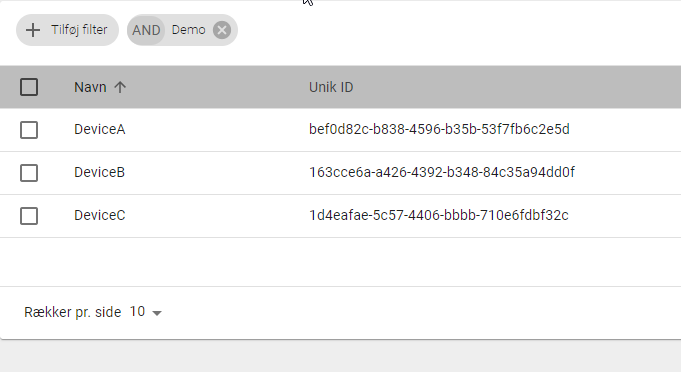 Tilføj filter AND Demo
Navn Unik ID
DeviceA bef0d82c-b838-4596-b35b-53f7fb6c2e5d
DeviceB 163cce6a-a426-4392-b348-84c35a94dd0f
DeviceC 1d4eafae-5c57-4406-bbbb-710e6fdbf32c
Rækker pr. side 10